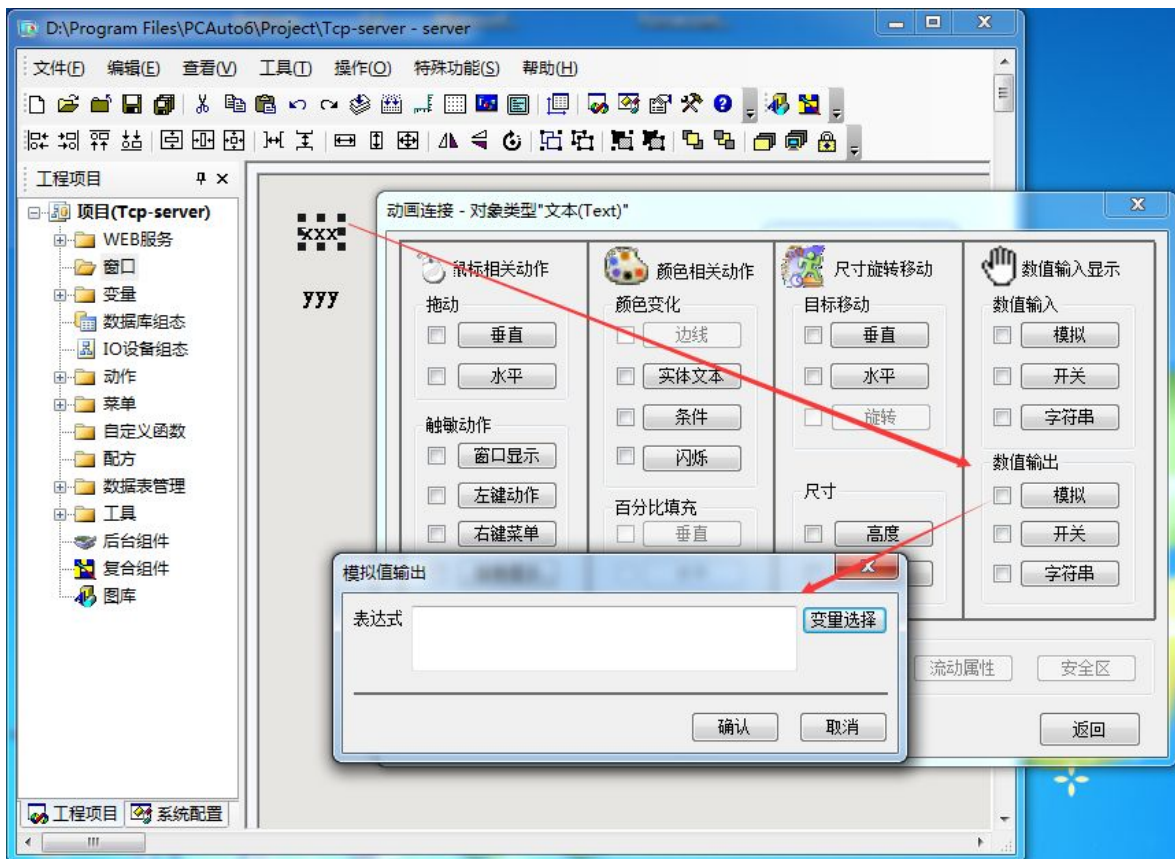 D:\Program Files\PCAuto6\Project\Tcp-server - server
文件(F) 编辑(E) 查看(V) 工具(T) 操作(O) 特殊功能(S) 帮助(H)
工程项目
项目(Tcp-server)
WEB服务
窗口
变量
数据库组态
IO设备组态
动作
菜单
自定义函数
配方
数据表管理
工具
后台组件
复合组件
图库
工程项目 系统配置
xxx
yyy
动画连接 - 对象类型"文本(Text)"
鼠标相关动作
拖动
垂直
水平
触敏动作
窗口显示
左键动作
右键菜单
颜色相关动作
颜色变化
边线
实体文本
条件
闪烁
百分比填充
垂直
尺寸旋转移动
目标移动
垂直
水平
旋转
尺寸
高度
数值输入显示
数值输入
模拟
开关
字符串
数值输出
模拟
开关
字符串
流动属性 安全区
返回
模拟值输出
表达式
变里选择
确认 取消